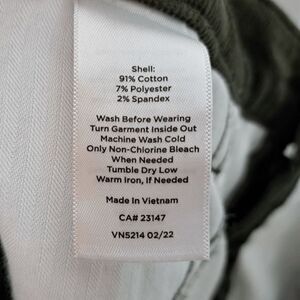 Shell:
91% Cotton
7% Polyester
2% Spandex
Wash Before Wearing
Turn Garment Inside Out
Machine Wash Cold
Only Non-Chlorine Bleach
When Needed
Tumble Dry Low
Warm Iron, If Needed
Made In Vietnam
CA# 23147
VN5214 02/22